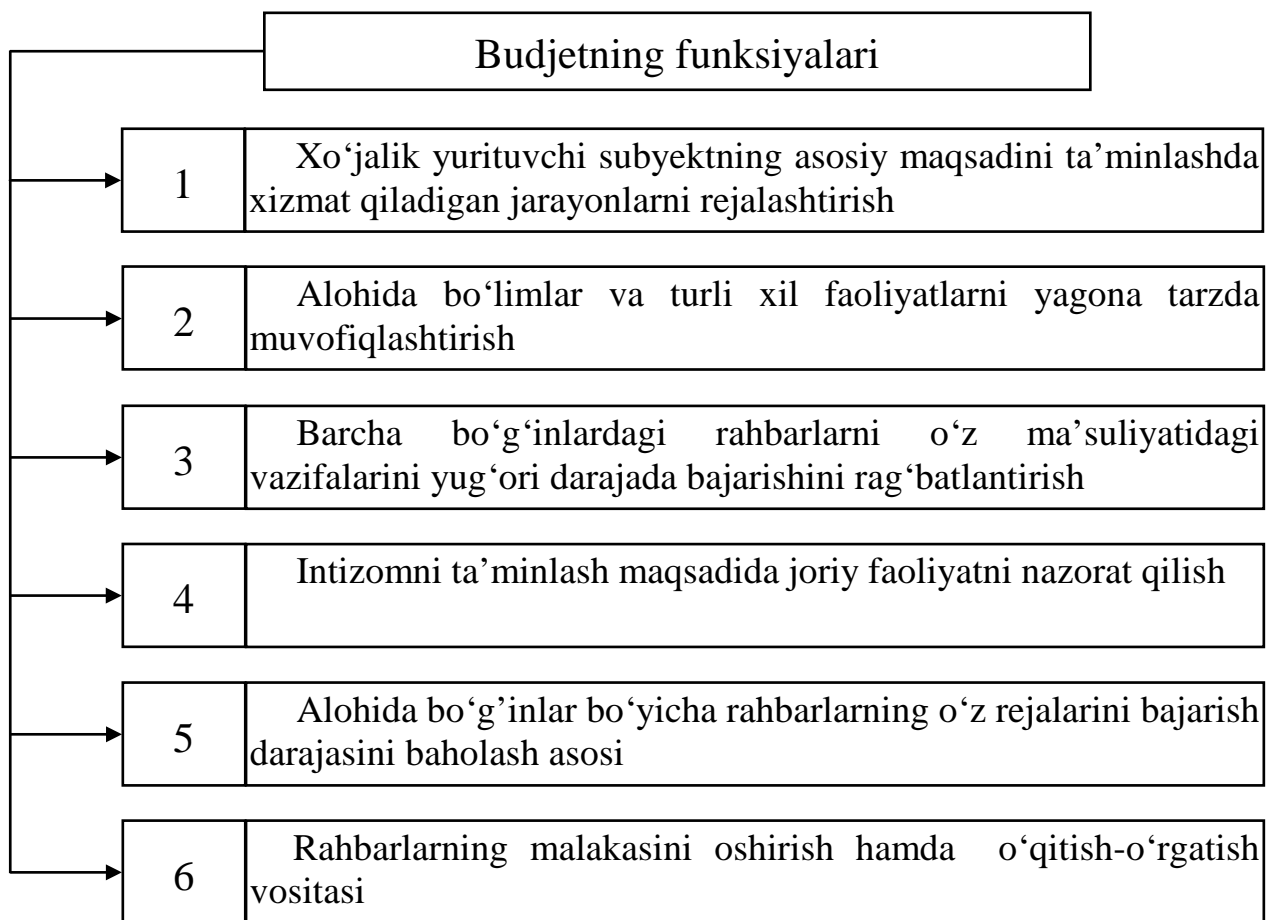 Budjetning funksiyalari
1
Xo‘jalik yurituvchi subyektning asosiy maqsadini ta’minlashda
xizmat qiladigan jarayonlarni rejalashtirish
2
Alohida bo‘limlar va turli xil faoliyatlarni yagona tarzda
muvofiqlashtirish
3
Barcha bo‘g‘inlardagi rahbarlarni o‘z ma’suliyatidagi
vazifalarini yug‘ori darajada bajarishini rag‘batlantirish
4
Intizomni ta’minlash maqsadida joriy faoliyatni nazorat qilish
5
Alohida bo‘g’inlar bo‘yicha rahbarlarning o‘z rejalarini bajarish
darajasini baholash asosi
6
Rahbarlarning malakasini oshirish hamda o‘qitish-o‘rgatish
vositasi